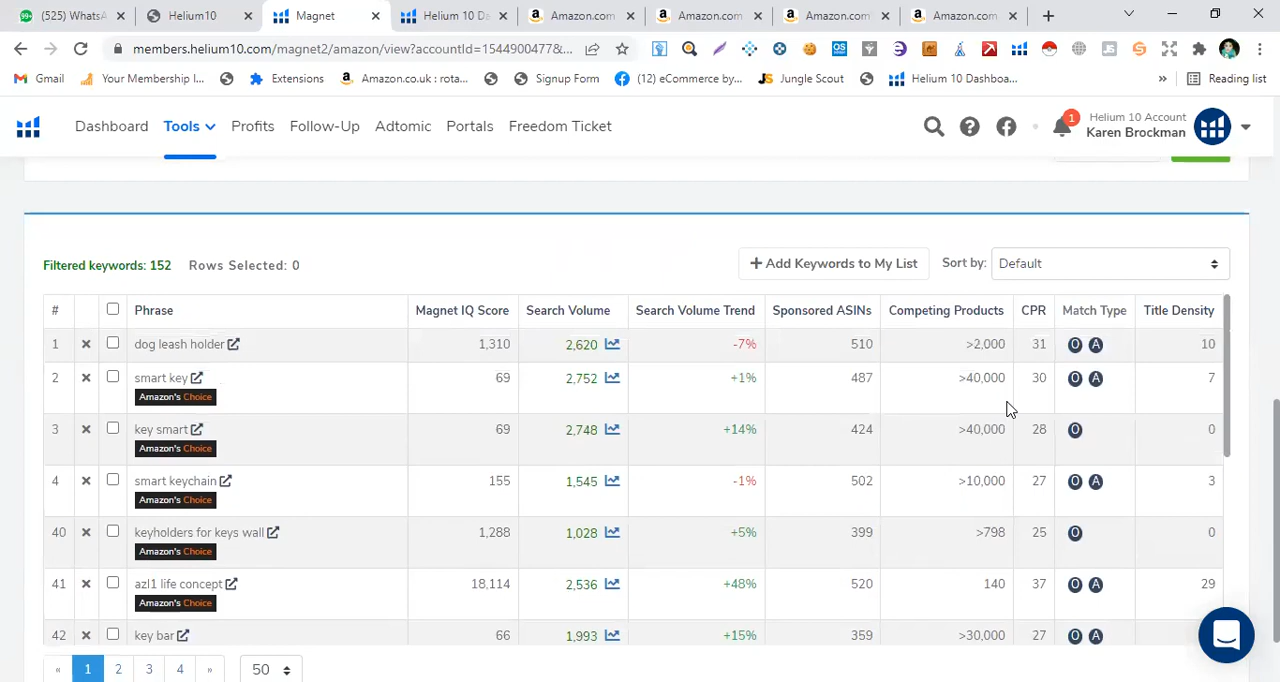 (525) WhatsA
Helium10
Magnet
Helium 10 Da
Amazon.com
Amazon.com
Amazon.com
Amazon.com
members.helium10.com/magnet2/amazon/view?accountId=1544900477&...
Gmail
Your Membership I...
Extensions
Amazon.co.uk : rota...
Signup Form
(12) eCommerce by...
Jungle Scout
Helium 10 Dashboa...
Reading list
Dashboard Tools Profits Follow-Up Adtomic Portals Freedom Ticket
1
Helium 10 Account
Karen Brockman
Filtered keywords: 152 Rows Selected: 0
+ Add Keywords to My List
Sort by: Default
# Phrase Magnet IQ Score Search Volume Search Volume Trend Sponsored ASINs Competing Products CPR Match Type Title Density
1 dog leash holder 1,310 2,620 -7% 510 >2,000 31 O A 10
2 smart key 69 2,752 +1% 487 >40,000 30 O A 7
Amazon's Choice
3 key smart 69 2,748 +14% 424 >40,000 28 O 0
Amazon's Choice
4 smart keychain 155 1,545 -1% 502 >10,000 27 O A 3
Amazon's Choice
40 keyholders for keys wall 1,288 1,028 +5% 399 >798 25 O 0
Amazon's Choice
41 azl1 life concept 18,114 2,536 +48% 520 140 37 O A 29
Amazon's Choice
42 key bar 66 1,993 +15% 359 >30,000 27 O A
« 1 2 3 4 » 50